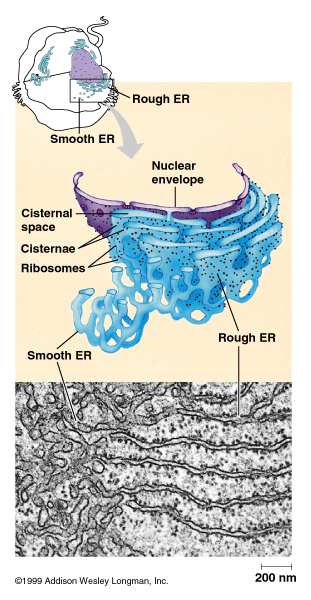 Rough ER
Smooth ER
Nuclear
envelope
Cisternal
space
Cisternae
Ribosomes
Rough ER
Smooth ER
©1999 Addison Wesley Longman, Inc.
200 nm